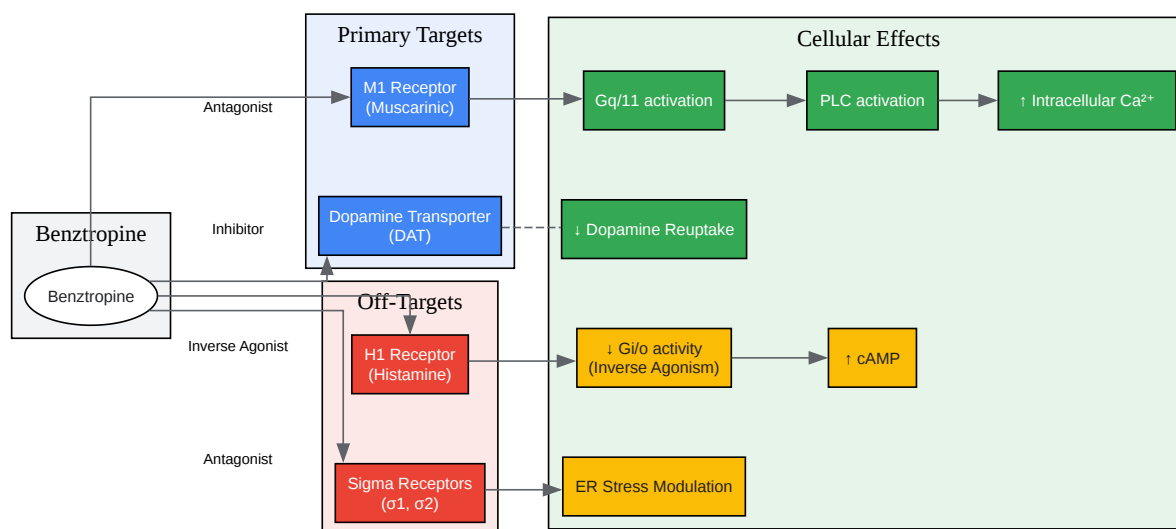 Primary Targets
Cellular Effects
M1 Receptor
(Muscarinic)
Antagonist
Gq/11 activation
PLC activation
↑ Intracellular Ca²⁺
Benztropine
Benztropine
Inhibitor
Dopamine Transporter
(DAT)
↓ Dopamine Reuptake
Off-Targets
Inverse Agonist
H1 Receptor
(Histamine)
↓ Gi/o activity
(Inverse Agonism)
↑ cAMP
Antagonist
Sigma Receptors
(σ1, σ2)
ER Stress Modulation